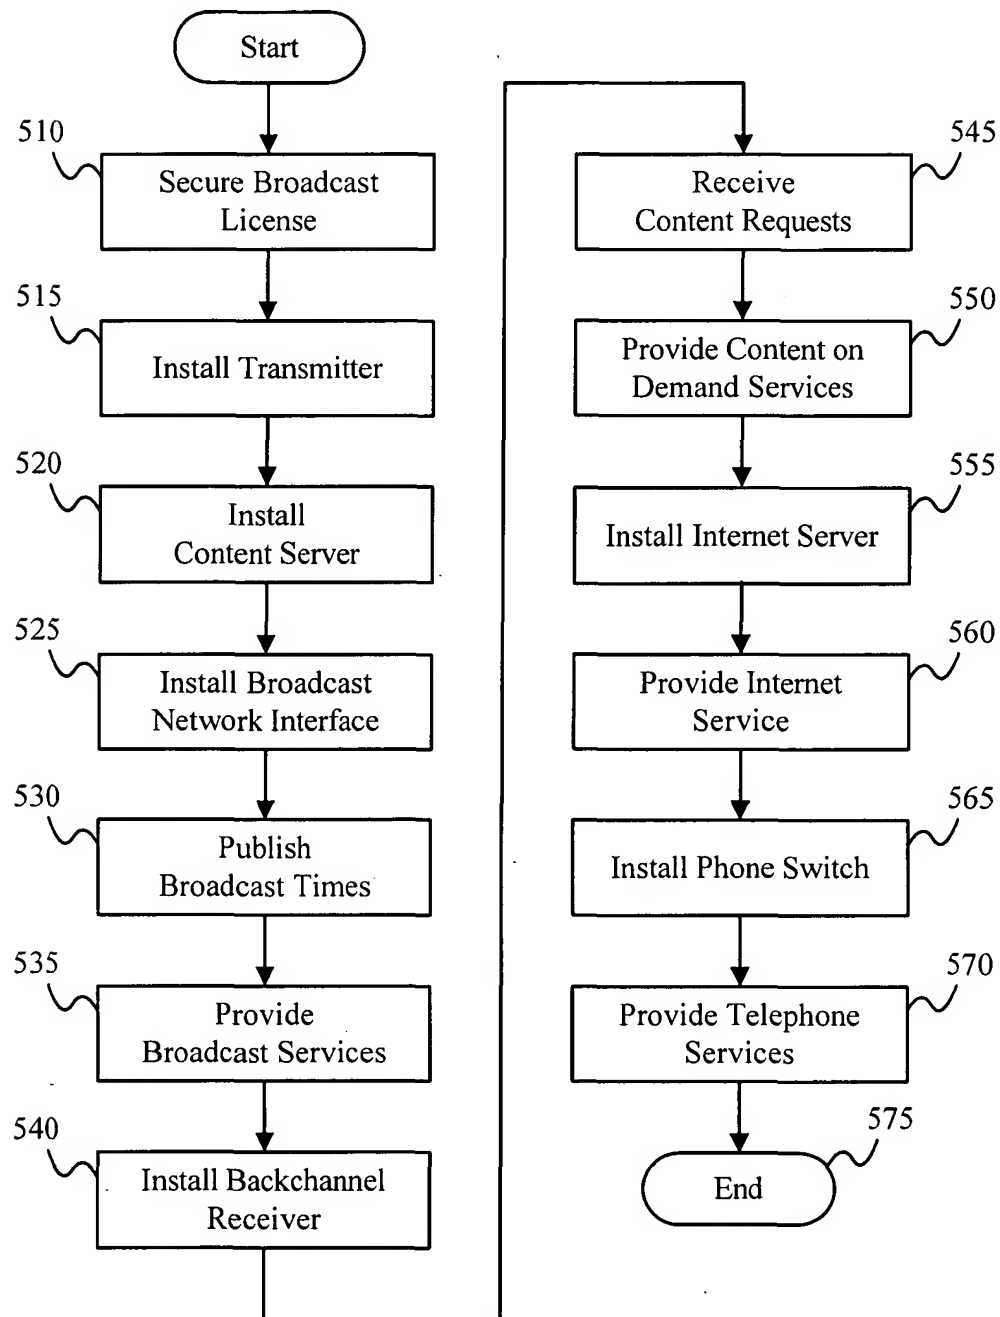 Start
510
Secure Broadcast
License
515
Install Transmitter
520
Install
Content Server
525
Install Broadcast
Network Interface
530
Publish
Broadcast Times
535
Provide
Broadcast Services
540
Install Backchannel
Receiver
545
Receive
Content Requests
550
Provide Content on
Demand Services
555
Install Internet Server
560
Provide Internet
Service
565
Install Phone Switch
570
Provide Telephone
Services
575
End